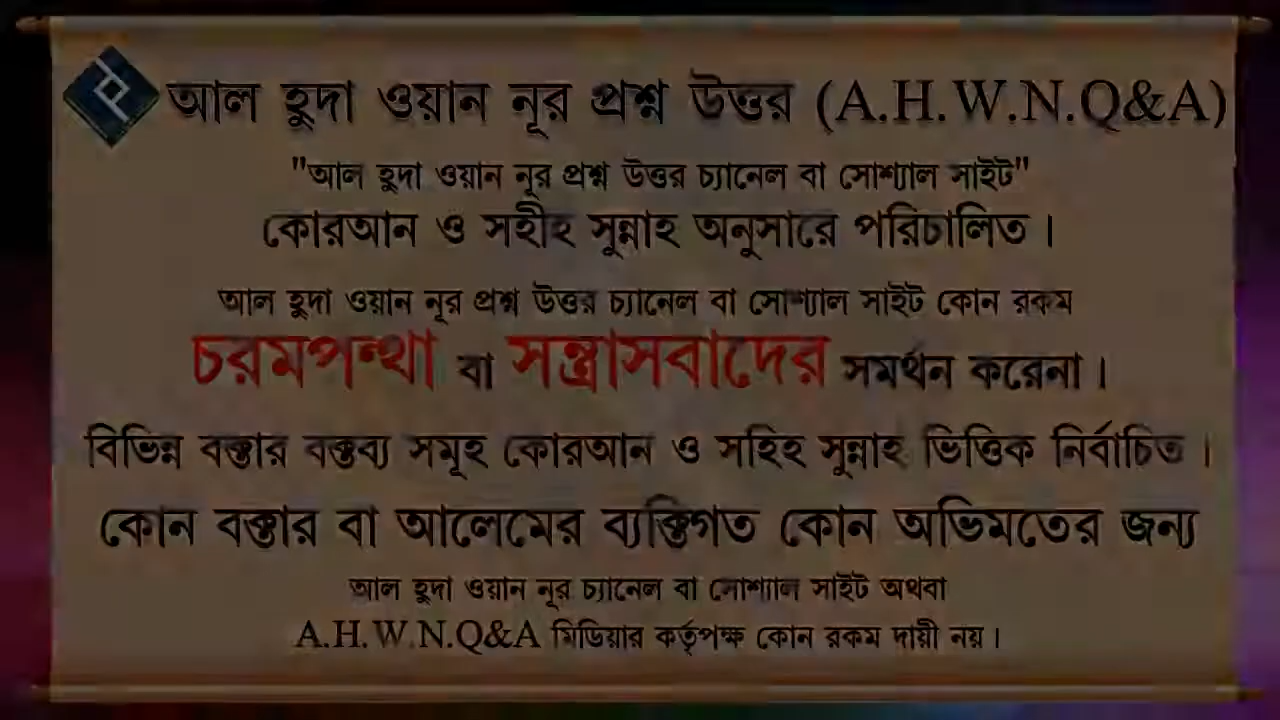 আল হুদা ওয়ান নূর প্রশ্ন উত্তর (A.H.W.N.Q&A)
"আল হুদা ওয়ান নূর প্রশ্ন উত্তর চ্যানেল বা সোশ্যাল সাইট"
কোরআন ও সহীহ সুন্নাহ অনুসারে পরিচালিত ।
আল হুদা ওয়ান নূর প্রশ্ন উত্তর চ্যানেল বা সোশ্যাল সাইট কোন রকম
চরমপন্থা বা সন্ত্রাসবাদের সমর্থন করেনা ।
বিভিন্ন বক্তার বক্তব্য সমূহ কোরআন ও সহিহ সুন্নাহ ভিত্তিক নির্বাচিত ।
কোন বক্তার বা আলেমের ব্যক্তিগত কোন অভিমতের জন্য
আল হুদা ওয়ান নূর চ্যানেল বা সোশ্যাল সাইট অথবা
A.H.W.N.Q&A মিডিয়ার কর্তৃপক্ষ কোন রকম দায়ী নয় ।